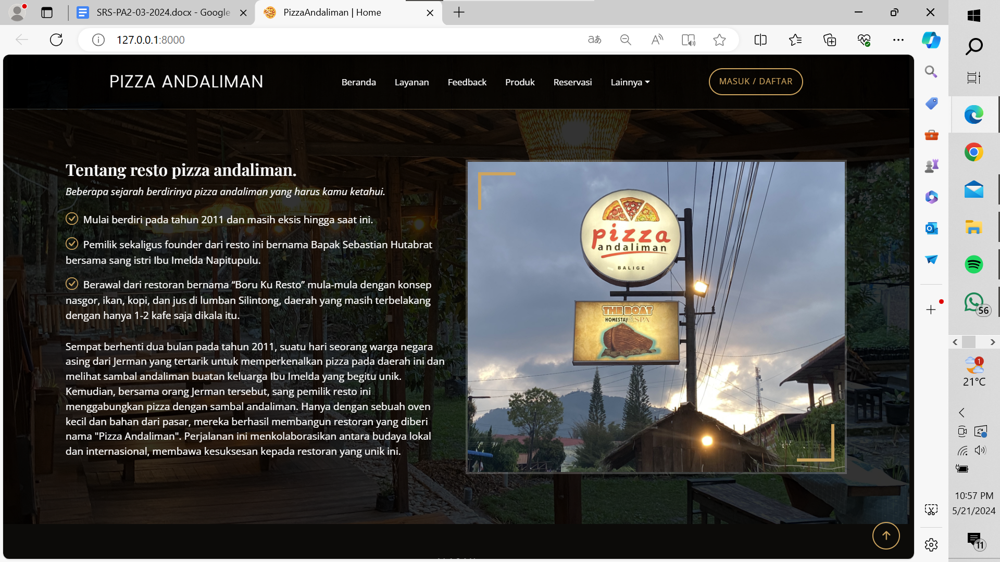 SRS-PA2-03-2024.docx - Google
PizzaAndaliman | Home
127.0.0.1:8000
PIZZA ANDALIMAN
Beranda
Layanan
Feedback
Produk
Reservasi
Lainnya
MASUK / DAFTAR
Tentang resto pizza andaliman.
Beberapa sejarah berdirinya pizza andaliman yang harus kamu ketahui.
Mulai berdiri pada tahun 2011 dan masih eksis hingga saat ini.
Pemilik sekaligus founder dari resto ini bernama Bapak Sebastian Hutabrat
bersama sang istri Ibu Imelda Napitupulu.
Berawal dari restoran bernama “Boru Ku Resto” mula-mula dengan konsep
nasgor, ikan, kopi, dan jus di lumban Silintong, daerah yang masih terbelakang
dengan hanya 1-2 kafe saja dikala itu.
Sempat berhenti dua bulan pada tahun 2011, suatu hari seorang warga negara
asing dari Jerman yang tertarik untuk memperkenalkan pizza pada daerah ini dan
melihat sambal andaliman buatan keluarga Ibu Imelda yang begitu unik.
Kemudian, bersama orang Jerman tersebut, sang pemilik resto ini
menggabungkan pizza dengan sambal andaliman. Hanya dengan sebuah oven
kecil dan bahan dari pasar, mereka berhasil membangun restoran yang diberi
nama "Pizza Andaliman". Perjalanan ini menkolaborasikan antara budaya lokal
dan internasional, membawa kesuksesan kepada restoran yang unik ini.
pizza
andaliman
BALIGE
THE BOAT
HOMESTAY & SPA
56
1
21°C
10:57 PM
5/21/2024
11